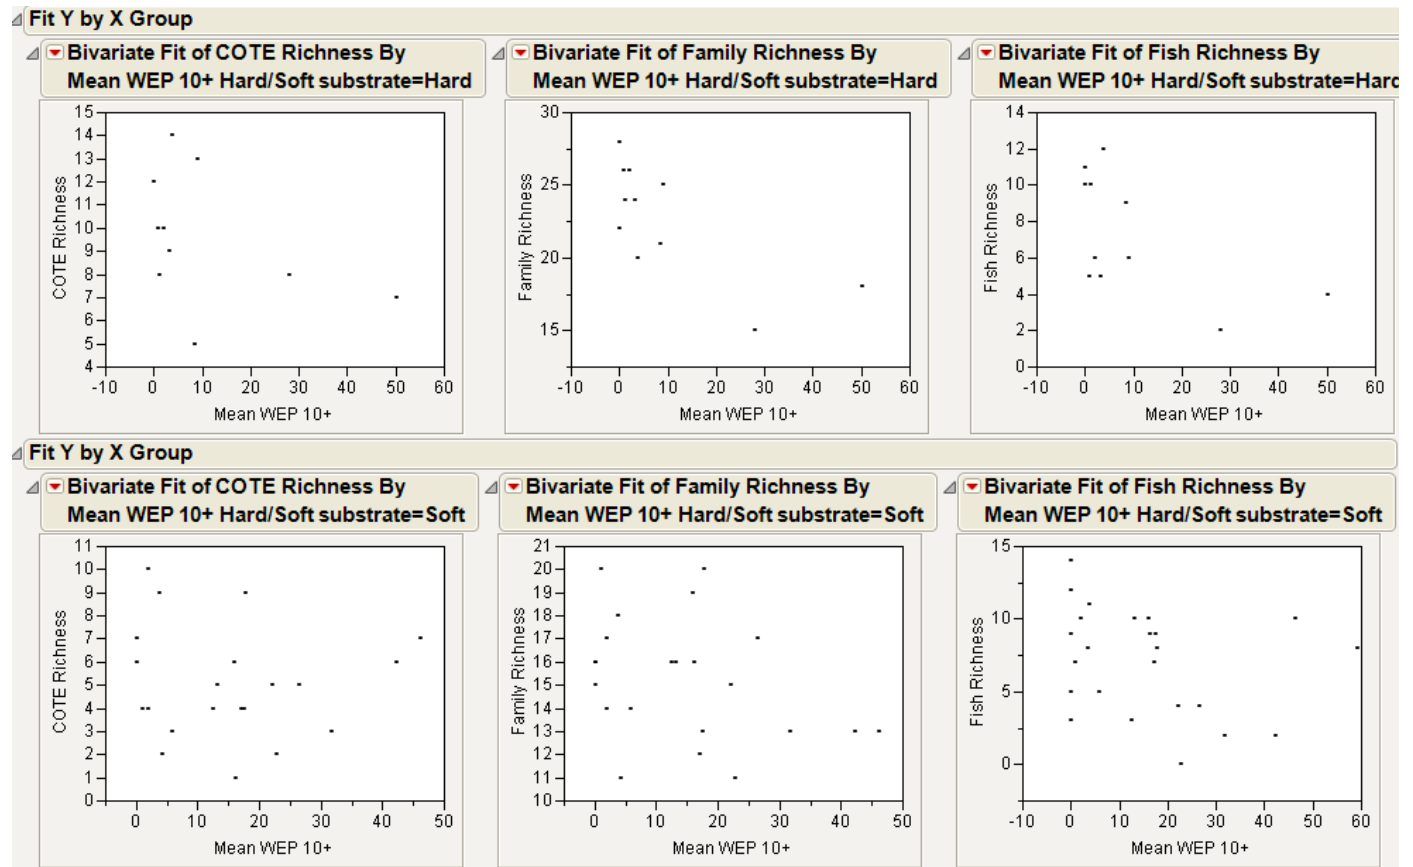 Fit Y by X Group
Bivariate Fit of COTE Richness By
Mean WEP 10+ Hard/Soft substrate=Hard
15
14
13
12
11
10
9
8
7
6
5
4
COTE Richness
-10 0 10 20 30 40 50 60
Mean WEP 10+
Bivariate Fit of Family Richness By
Mean WEP 10+ Hard/Soft substrate=Hard
30
25
20
15
Family Richness
-10 0 10 20 30 40 50 60
Mean WEP 10+
Bivariate Fit of Fish Richness By
Mean WEP 10+ Hard/Soft substrate=Hard
14
12
10
8
6
4
2
0
Fish Richness
-10 0 10 20 30 40 50 60
Mean WEP 10+
Fit Y by X Group
Bivariate Fit of COTE Richness By
Mean WEP 10+ Hard/Soft substrate=Soft
11
10
9
8
7
6
5
4
3
2
1
0
COTE Richness
0 10 20 30 40 50
Mean WEP 10+
Bivariate Fit of Family Richness By
Mean WEP 10+ Hard/Soft substrate=Soft
21
20
19
18
17
16
15
14
13
12
11
10
Family Richness
0 10 20 30 40 50
Mean WEP 10+
Bivariate Fit of Fish Richness By
Mean WEP 10+ Hard/Soft substrate=Soft
15
10
5
0
Fish Richness
-10 0 10 20 30 40 50 60
Mean WEP 10+